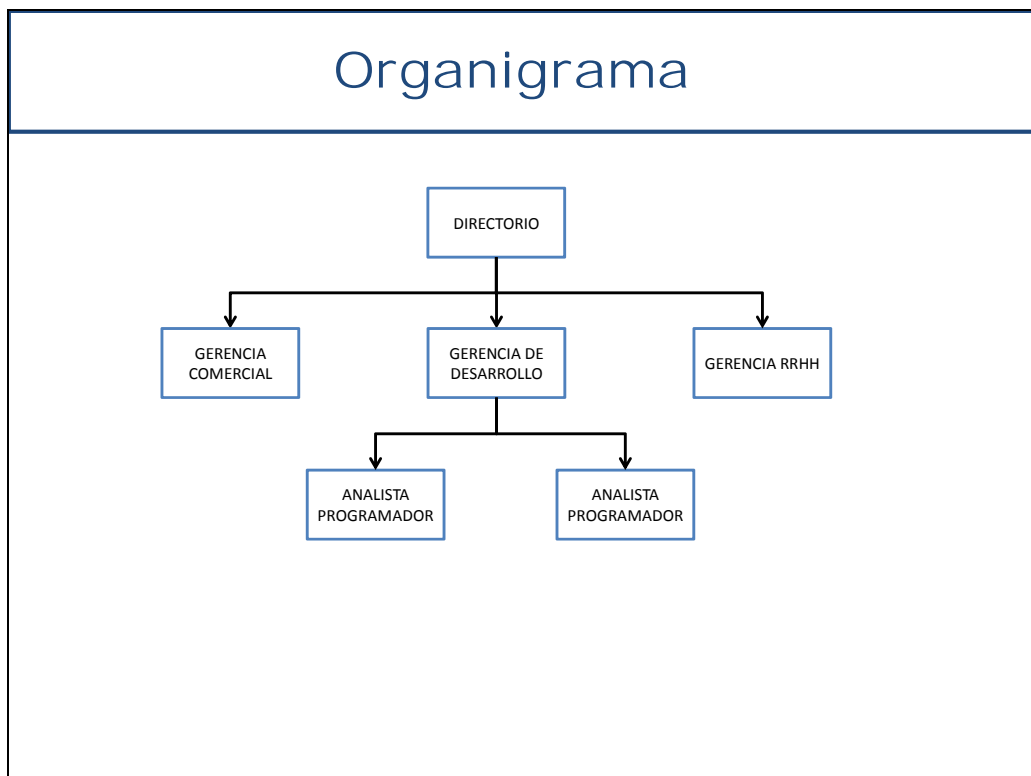 Organigrama
DIRECTORIO
GERENCIA
COMERCIAL
GERENCIA DE
DESARROLLO
GERENCIA RRHH
ANALISTA
PROGRAMADOR
ANALISTA
PROGRAMADOR